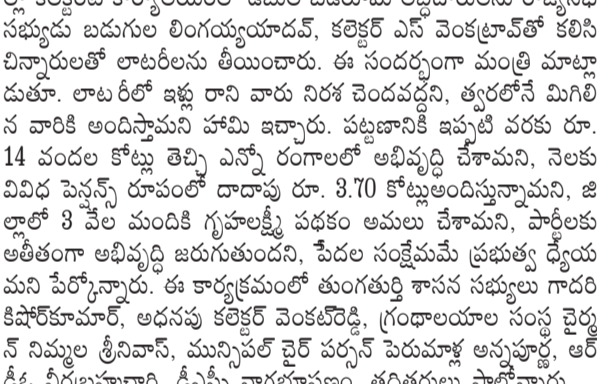 సభ్యుడు బడుగుల లింగయ్యయాదవ్, కలెక్టర్ ఎస్ వెంకట్రావ్‌తో కలిసి
చిన్నారులతో లాటరీలను తీయించారు. ఈ సందర్భంగా మంత్రి మాట్లా
డుతూ. లాట రీలో ఇళ్లు రాని వారు నిరశ చెందవద్దని, త్వరలోనే మిగిలి
న వారికి అందిస్తామని హామి ఇచ్చారు. పట్టణానికి ఇప్పటి వరకు రూ.
14 వందల కోట్లు తెచ్చి ఎన్నో రంగాలలో అభివృద్ధి చేశామని, నెలకు
వివిధ పెన్షన్స్ రూపంలో దాదాపు రూ. 3.70 కోట్లుఅందిస్తున్నామని, జి
ల్లాలో 3 వేల మందికి గృహలక్ష్మీ పథకం అమలు చేశామని, పార్టీలకు
అతీతంగా అభివృద్ధి జరుగుతుందని, పేదల సంక్షేమమే ప్రభుత్వ ధ్యేయ
మని పేర్కోన్నారు. ఈ కార్యక్రమంలో తుంగతుర్తి శాసన సభ్యులు గాదరి
కిషోర్‌కూమార్, అధనపు కలెక్టర్ వెంకట్‌రెడ్డి, గ్రంథాలయాల సంస్థ చైర్మ
న్ నిమ్మల శ్రీనివాస్, మున్సిపల్ చైర్ పర్సన్ పెరుమాళ్ల అన్నపూర్ణ, ఆర్